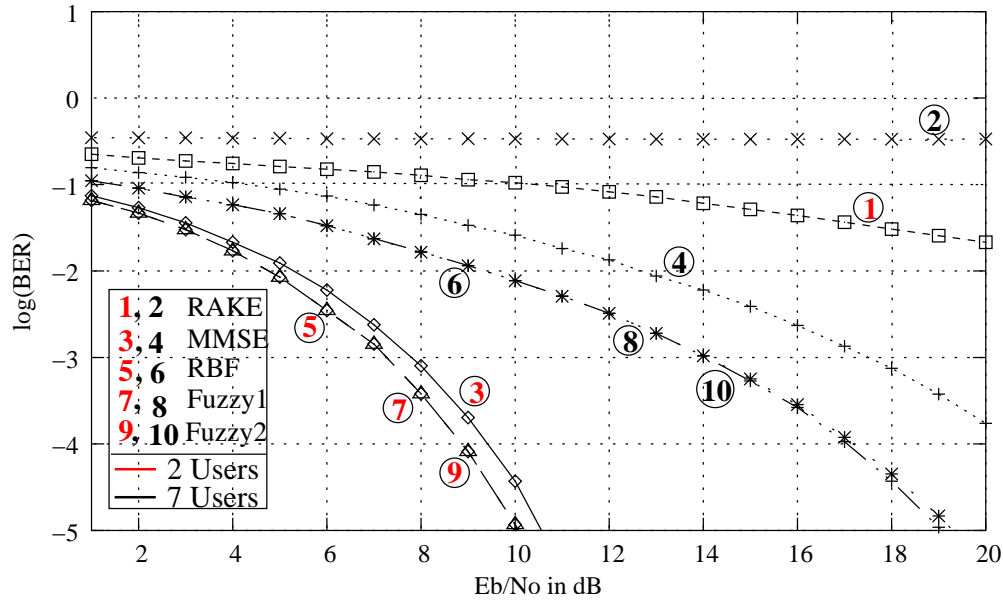 1
0
−1
−2
−3
−4
−5
log(BER)
2
1
4
6
8
5
10
3
7
9
1, 2 RAKE
3, 4 MMSE
5, 6 RBF
7, 8 Fuzzy1
9, 10 Fuzzy2
2 Users
7 Users
2 4 6 8 10 12 14 16 18 20
Eb/No in dB